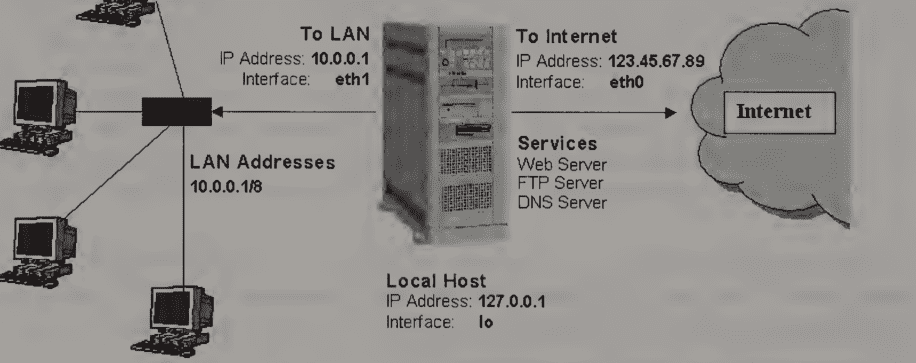 To LAN
IP Address: 10.0.0.1
Interface: eth1
To Internet
IP Address: 123.45.67.89
Interface: eth0
Internet
LAN Addresses
10.0.0.1/8
Services
Web Server
FTP Server
DNS Server
Local Host
IP Address: 127.0.0.1
Interface: lo